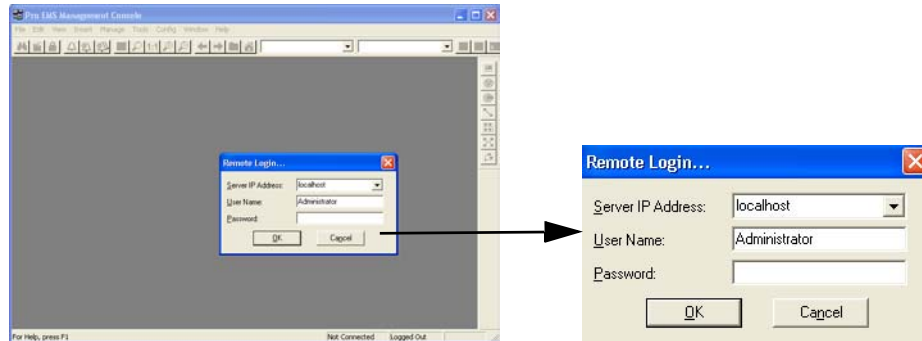 Pro EMS Management Console
File Edit View Insert Manage Tools Config Window Help
1:1
Remote Login...
Server IP Address: localhost
User Name: Administrator
Password:
OK Cancel
For Help, press F1 Not Connected Logged Out
Remote Login...
Server IP Address: localhost
User Name: Administrator
Password:
OK Cancel